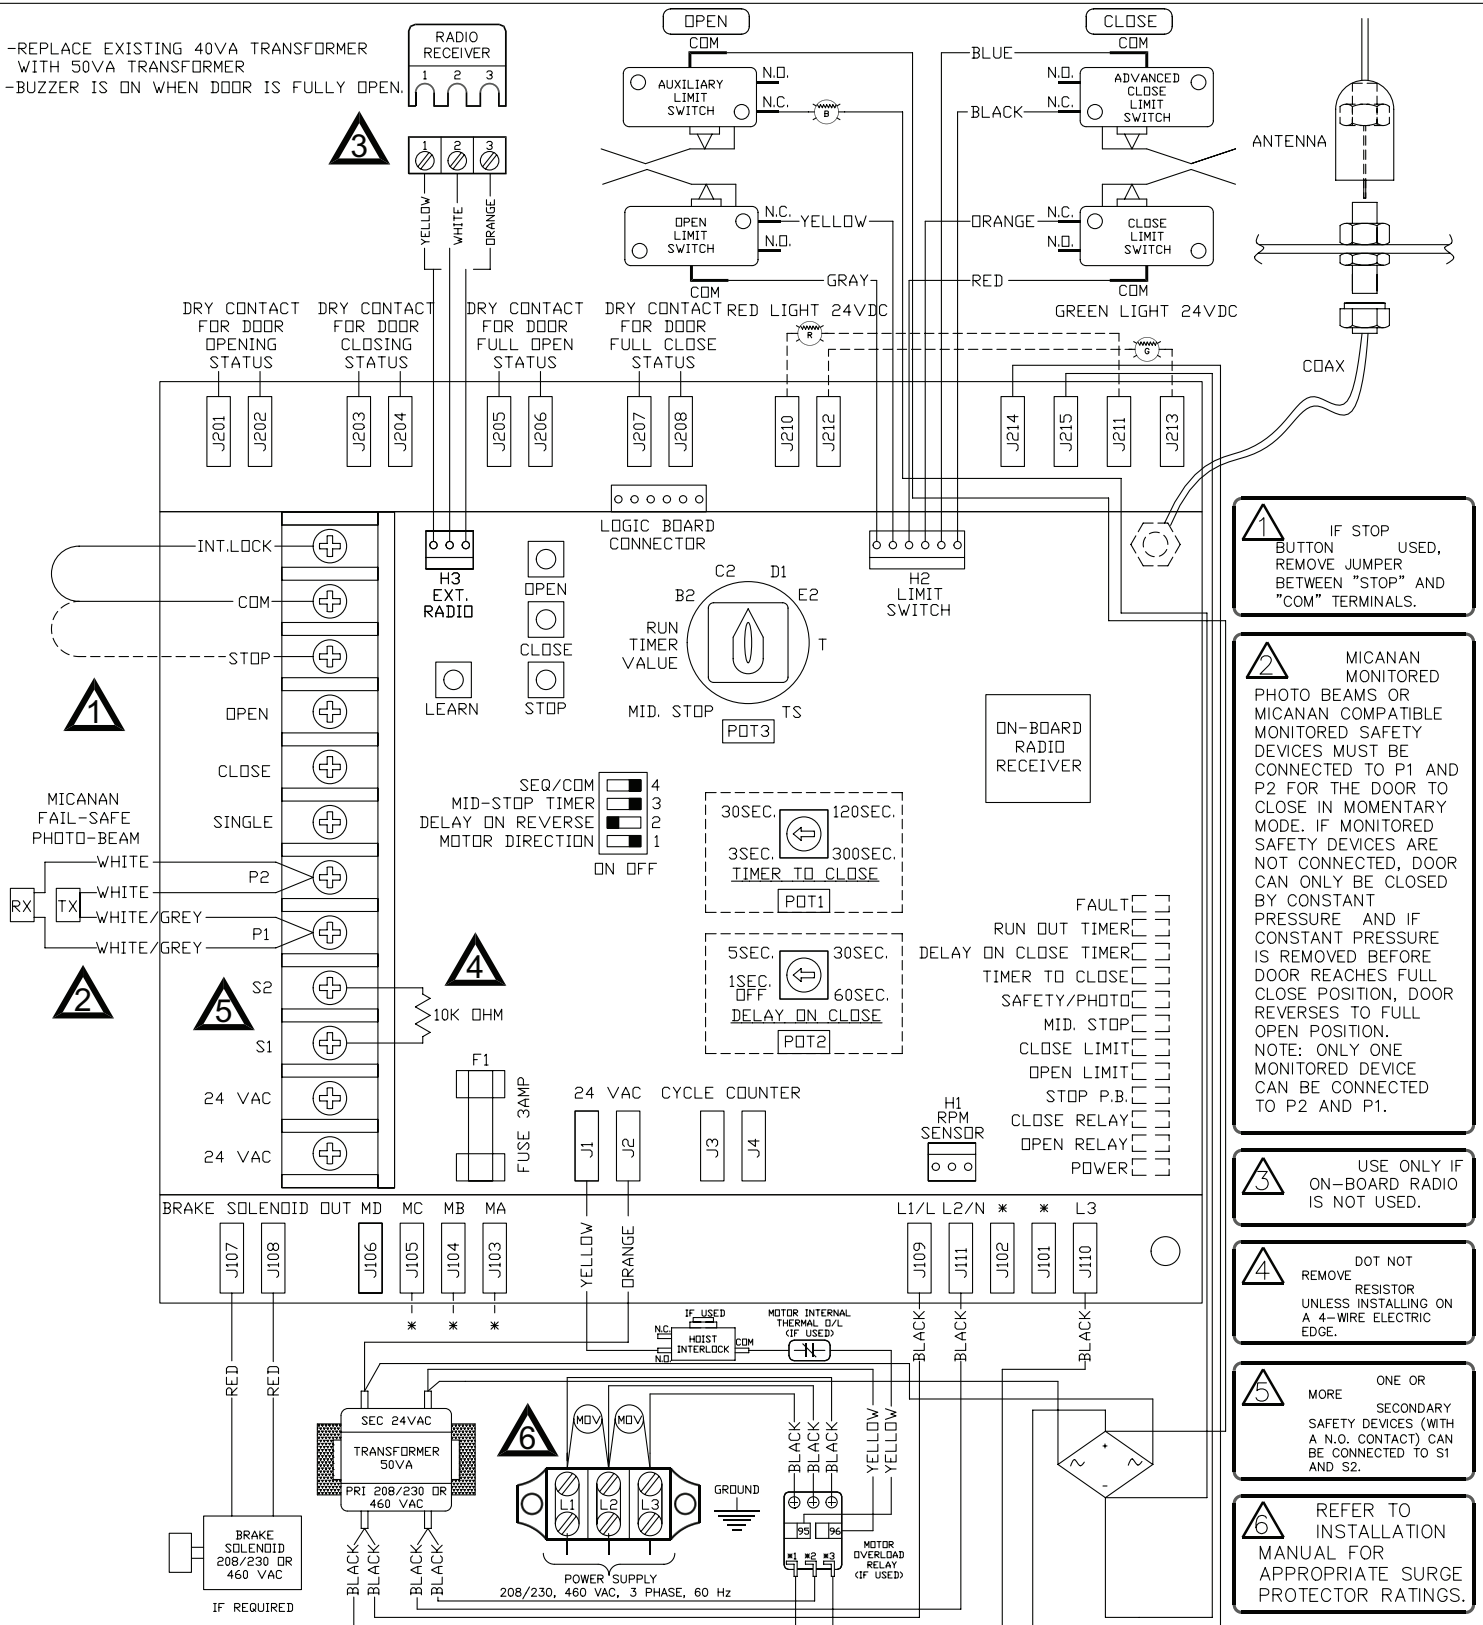 -REPLACE EXISTING 40VA TRANSFORMER
WITH 50VA TRANSFORMER
-BUZZER IS ON WHEN DOOR IS FULLY OPEN.
RADIO
RECEIVER
1 2 3
3
1 2 3
YELLOW
WHITE
ORANGE
OPEN
COM
AUXILIARY
LIMIT
SWITCH
N.O.
N.C.
B
OPEN
LIMIT
SWITCH
N.C.
N.O.
YELLOW
GRAY
COM
CLOSE
COM
BLUE
N.O.
ADVANCED
CLOSE
LIMIT
SWITCH
BLACK
N.C.
ORANGE
N.C.
N.O.
CLOSE
LIMIT
SWITCH
RED
COM
ANTENNA
COAX
DRY CONTACT
FOR DOOR
OPENING
STATUS
DRY CONTACT
FOR DOOR
CLOSING
STATUS
DRY CONTACT
FOR DOOR
FULL OPEN
STATUS
DRY CONTACT
FOR DOOR
FULL CLOSE
STATUS
RED LIGHT 24VDC
R
GREEN LIGHT 24VDC
G
J201
J202
J203
J204
J205
J206
J207
J208
J210
J212
J214
J215
J211
J213
LOGIC BOARD
CONNECTOR
INT.LOCK
COM
STOP
OPEN
CLOSE
SINGLE
P2
P1
S2
S1
24 VAC
24 VAC
1
MICANAN
FAIL-SAFE
PHOTO-BEAM
WHITE
WHITE
WHITE/GREY
WHITE/GREY
RX
TX
2
5
4
10K OHM
H3
EXT.
RADIO
LEARN
OPEN
CLOSE
STOP
B2
C2
D1
E2
T
TS
RUN
TIMER
VALUE
MID. STOP
POT3
H2
LIMIT
SWITCH
ON-BOARD
RADIO
RECEIVER
SEQ/COM 4
MID-STOP TIMER 3
DELAY ON REVERSE 2
MOTOR DIRECTION 1
ON OFF
30SEC.
120SEC.
3SEC.
300SEC.
TIMER TO CLOSE
POT1
5SEC.
30SEC.
1SEC.
OFF
60SEC.
DELAY ON CLOSE
POT2
FAULT
RUN OUT TIMER
DELAY ON CLOSE TIMER
TIMER TO CLOSE
SAFETY/PHOTO
MID. STOP
CLOSE LIMIT
OPEN LIMIT
STOP P.B.
CLOSE RELAY
OPEN RELAY
POWER
F1
FUSE 3AMP
24 VAC
J1
J2
CYCLE COUNTER
J3
J4
H1
RPM
SENSOR
BRAKE SOLENOID OUT MD MC MB MA
J107
J108
J106
J105
J104
J103
* * *
L1/L L2/N * * L3
J109
J111
J102
J101
J110
YELLOW
ORANGE
BLACK
BLACK
BLACK
RED
RED
IF USED
N.C.
N.O.
HOIST
INTERLOCK
COM
MOTOR INTERNAL
THERMAL O/L
(IF USED)
SEC 24VAC
TRANSFORMER
50VA
PRI 208/230 OR
460 VAC
BLACK
BLACK
BLACK
BLACK
BRAKE
SOLENOID
208/230 OR
460 VAC
IF REQUIRED
6
MOV
MOV
L1 L2 L3
GROUND
POWER SUPPLY
208/230, 460 VAC, 3 PHASE, 60 Hz
BLACK
BLACK
BLACK
YELLOW
YELLOW
95
96
*1 *2 *3
MOTOR
OVERLOAD
RELAY
(IF USED)
+
~ ~
-
1
IF STOP
BUTTON USED,
REMOVE JUMPER
BETWEEN "STOP" AND
"COM" TERMINALS.
2
MICANAN
MONITORED
PHOTO BEAMS OR
MICANAN COMPATIBLE
MONITORED SAFETY
DEVICES MUST BE
CONNECTED TO P1 AND
P2 FOR THE DOOR TO
CLOSE IN MOMENTARY
MODE. IF MONITORED
SAFETY DEVICES ARE
NOT CONNECTED, DOOR
CAN ONLY BE CLOSED
BY CONSTANT
PRESSURE AND IF
CONSTANT PRESSURE
IS REMOVED BEFORE
DOOR REACHES FULL
CLOSE POSITION, DOOR
REVERSES TO FULL
OPEN POSITION.
NOTE: ONLY ONE
MONITORED DEVICE
CAN BE CONNECTED
TO P2 AND P1.
3
USE ONLY IF
ON-BOARD RADIO
IS NOT USED.
4
DOT NOT
REMOVE
RESISTOR
UNLESS INSTALLING ON
A 4-WIRE ELECTRIC
EDGE.
5
ONE OR
MORE
SECONDARY
SAFETY DEVICES (WITH
A N.O. CONTACT) CAN
BE CONNECTED TO S1
AND S2.
6
REFER TO
INSTALLATION
MANUAL FOR
APPROPRIATE SURGE
PROTECTOR RATINGS.